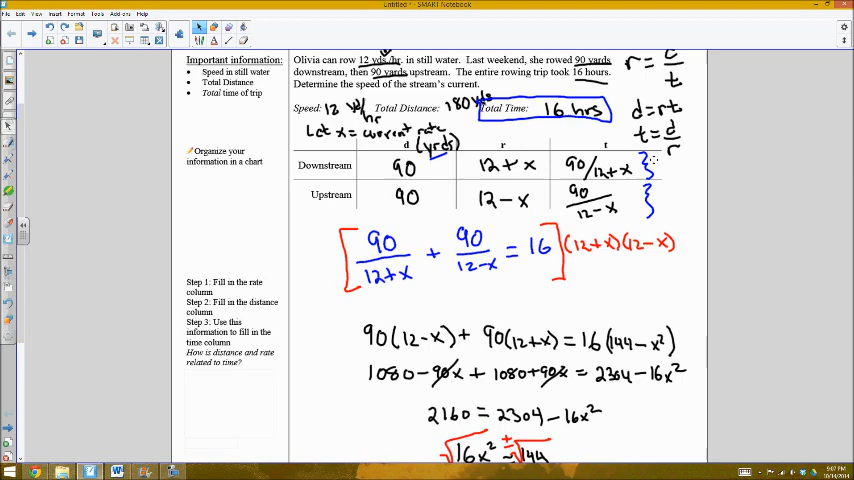 Untitled * - SMART Notebook
File Edit View Insert Format Tools Add-ons Help
Important information:
• Speed in still water
• Total Distance
• Total time of trip
Olivia can row 12 yds./hr. in still water. Last weekend, she rowed 90 yards
downstream, then 90 yards upstream. The entire rowing trip took 16 hours.
Determine the speed of the stream's current.
r = d/t
Speed: 12 yd/hr Total Distance: 180 yds Total Time: 16 hrs
d = rt
Let x = current rate
t = d/r
Organize your
information in a chart
d (yrds) r t
Downstream 90 12 + x 90/12+x
Upstream 90 12 - x 90/12-x
[90/12+x + 90/12-x = 16] (12+x)(12-x)
Step 1: Fill in the rate
column
Step 2: Fill in the distance
column
Step 3: Use this
information to fill in the
time column
How is distance and rate
related to time?
90(12-x) + 90(12+x) = 16(144-x²)
1080 - 90x + 1080 + 90x = 2304 - 16x²
2160 = 2304 - 16x²
√16x² = ±√144
9:07 PM
10/14/2014